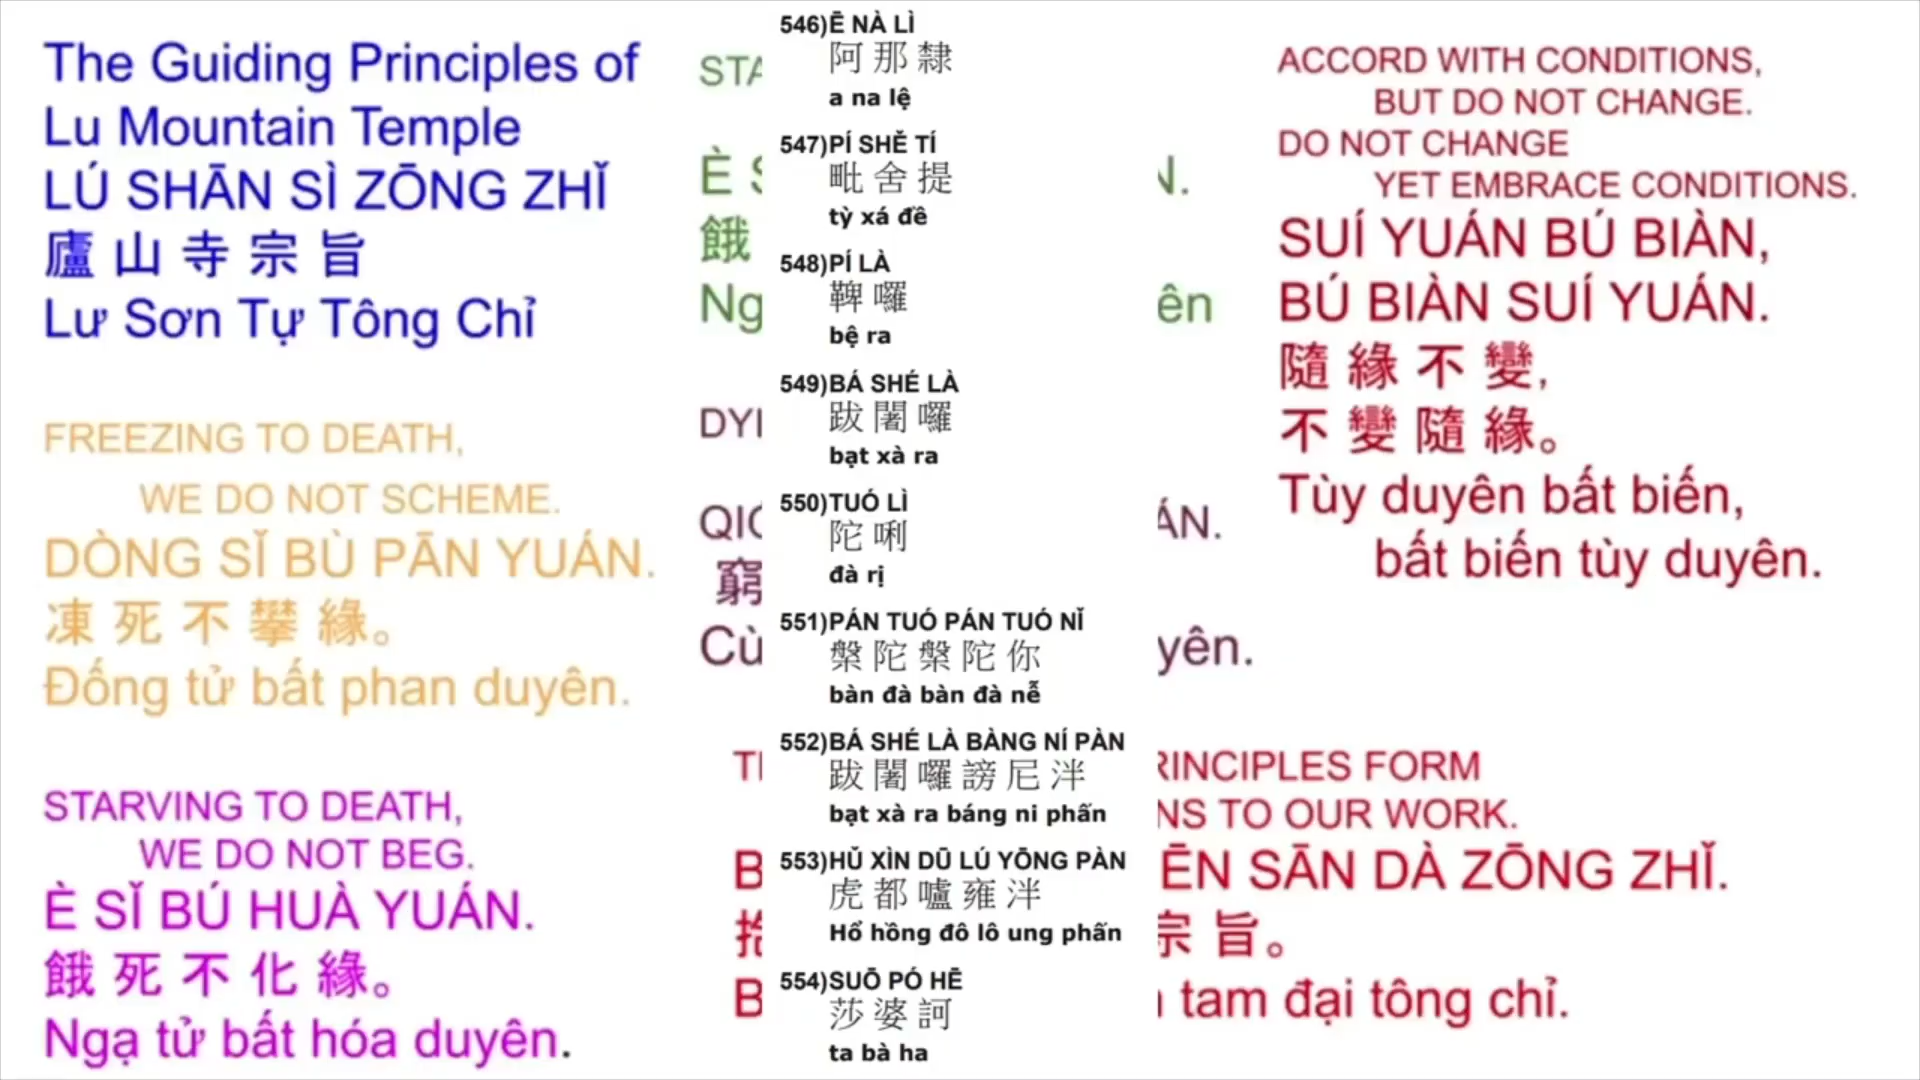 The Guiding Principles of
Lu Mountain Temple
LÚ SHĀN SÌ ZŌNG ZHǏ
廬 山 寺 宗 旨
Lư Sơn Tự Tông Chỉ
FREEZING TO DEATH,
WE DO NOT SCHEME.
DÒNG SǏ BÙ PĀN YUÁN.
凍 死 不 攀 緣。
Đống tử bất phan duyên.
STARVING TO DEATH,
WE DO NOT BEG.
È SǏ BÚ HUÀ YUÁN.
餓 死 不 化 緣。
Ngạ tử bất hóa duyên.
È
餓
546)Ē NÀ LÌ
阿 那 隸
a na lệ
547)PÍ SHĚ TÍ
毗 舍 提
tỳ xá đề
548)PÍ LÀ
鞞 囉
bệ ra
549)BÁ SHÉ LÀ
跋 闍 囉
bạt xà ra
550)TUÓ LÌ
陀 唎
đà rị
551)PÁN TUÓ PÁN TUÓ NǏ
槃 陀 槃 陀 你
bàn đà bàn đà nễ
552)BÁ SHÉ LÀ BÀNG NÍ PÀN
跋 闍 囉 謗 尼 泮
bạt xà ra báng ni phấn
553)HǓ XÌN DŪ LÚ YŌNG PÀN
虎 都 嚧 雍 泮
Hổ hồng đô lô ung phấn
554)SUŌ PÓ HĒ
莎 婆 訶
ta bà ha
ACCORD WITH CONDITIONS,
BUT DO NOT CHANGE.
DO NOT CHANGE
YET EMBRACE CONDITIONS.
SUÍ YUÁN BÚ BIÀN,
BÚ BIÀN SUÍ YUÁN.
隨 緣 不 變,
不 變 隨 緣。
Tùy duyên bất biến,
bất biến tùy duyên.
FORM
TO OUR WORK.
SĀN DÀ ZŌNG ZHǏ.
宗 旨。
tam đại tông chỉ.